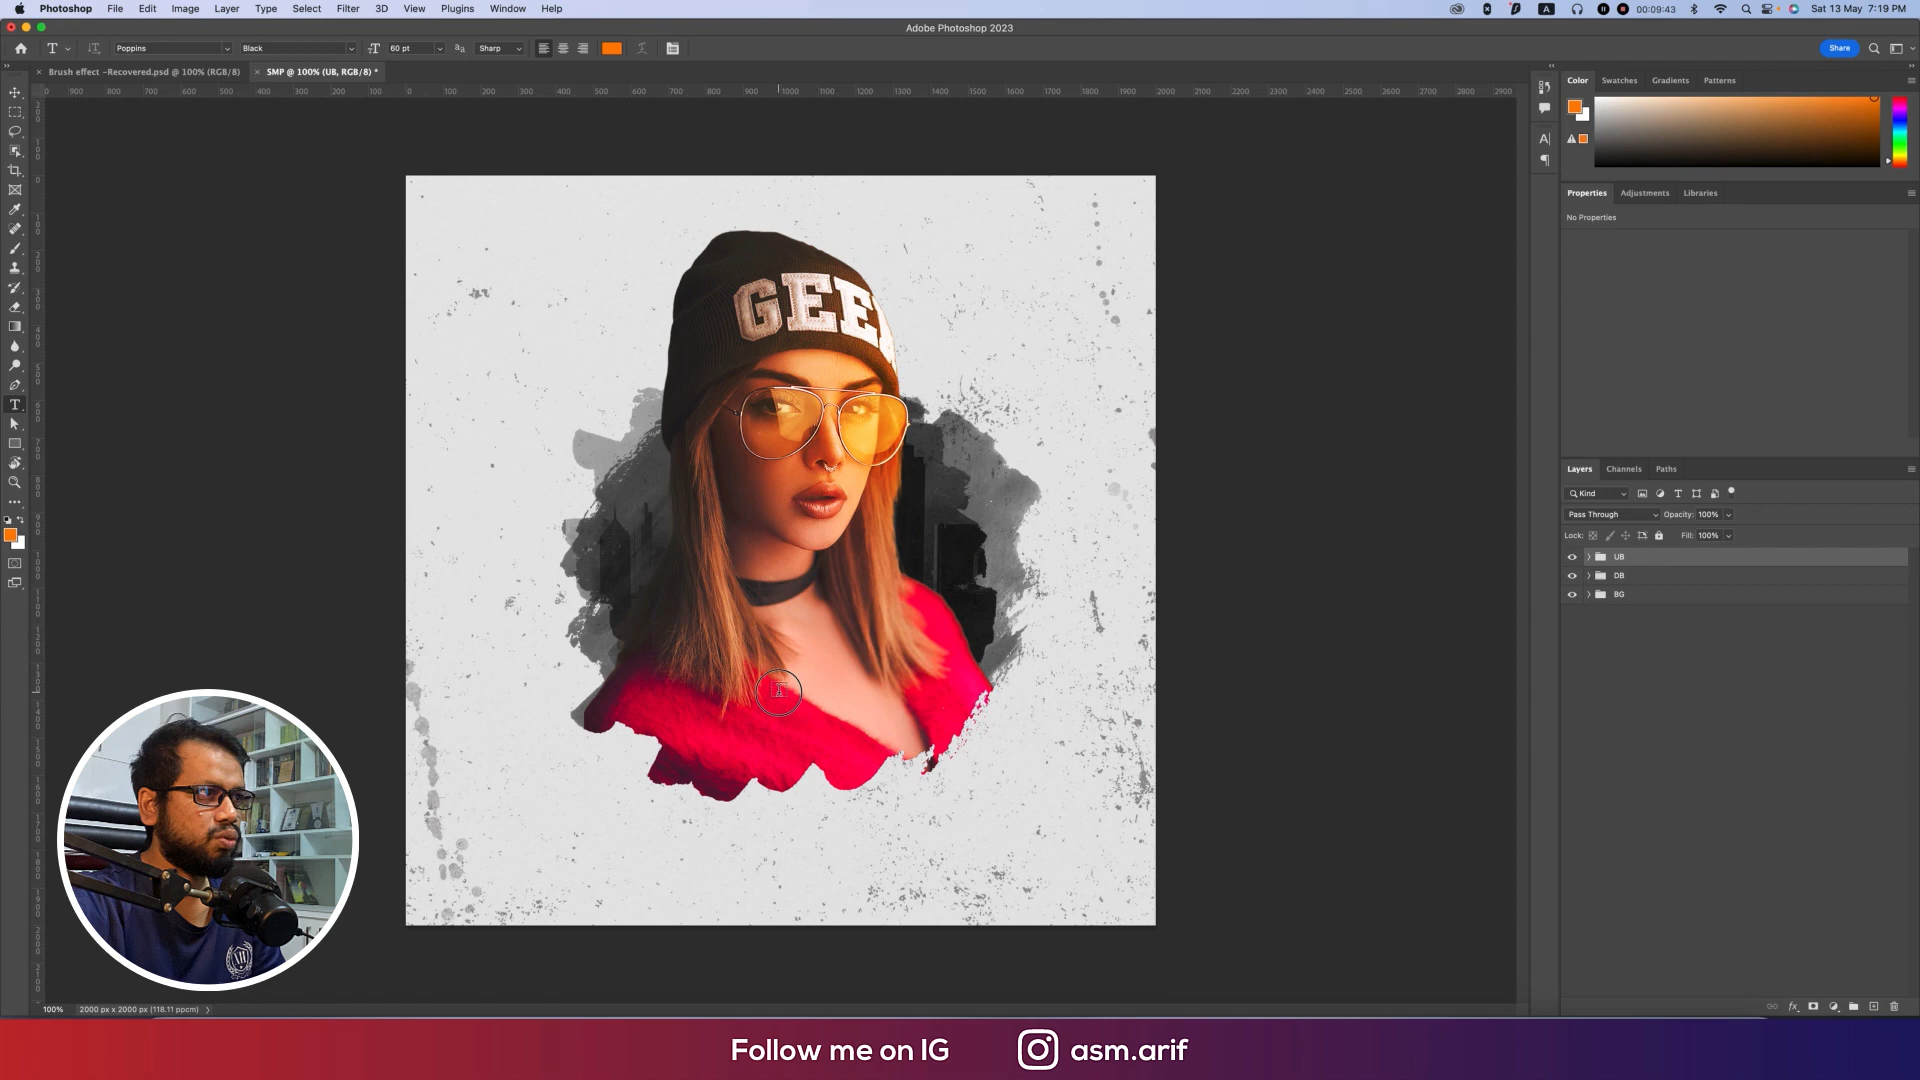 Photoshop File Edit Image Layer Type Select Filter 3D View Plugins Window Help
00:09:43 Sat 13 May 7:19 PM
Adobe Photoshop 2023
Poppins Black 60 pt Sharp
Share
Brush effect -Recovered.psd @ 100% (RGB/8)
SMP @ 100% (UB, RGB/8) *
Color Swatches Gradients Patterns
Properties Adjustments Libraries
No Properties
GEE
Layers Channels Paths
Kind
Pass Through Opacity: 100%
Lock: Fill: 100%
UB
DB
BG
100% 2000 px x 2000 px (118.11 ppcm)
Follow me on IG asm.arif